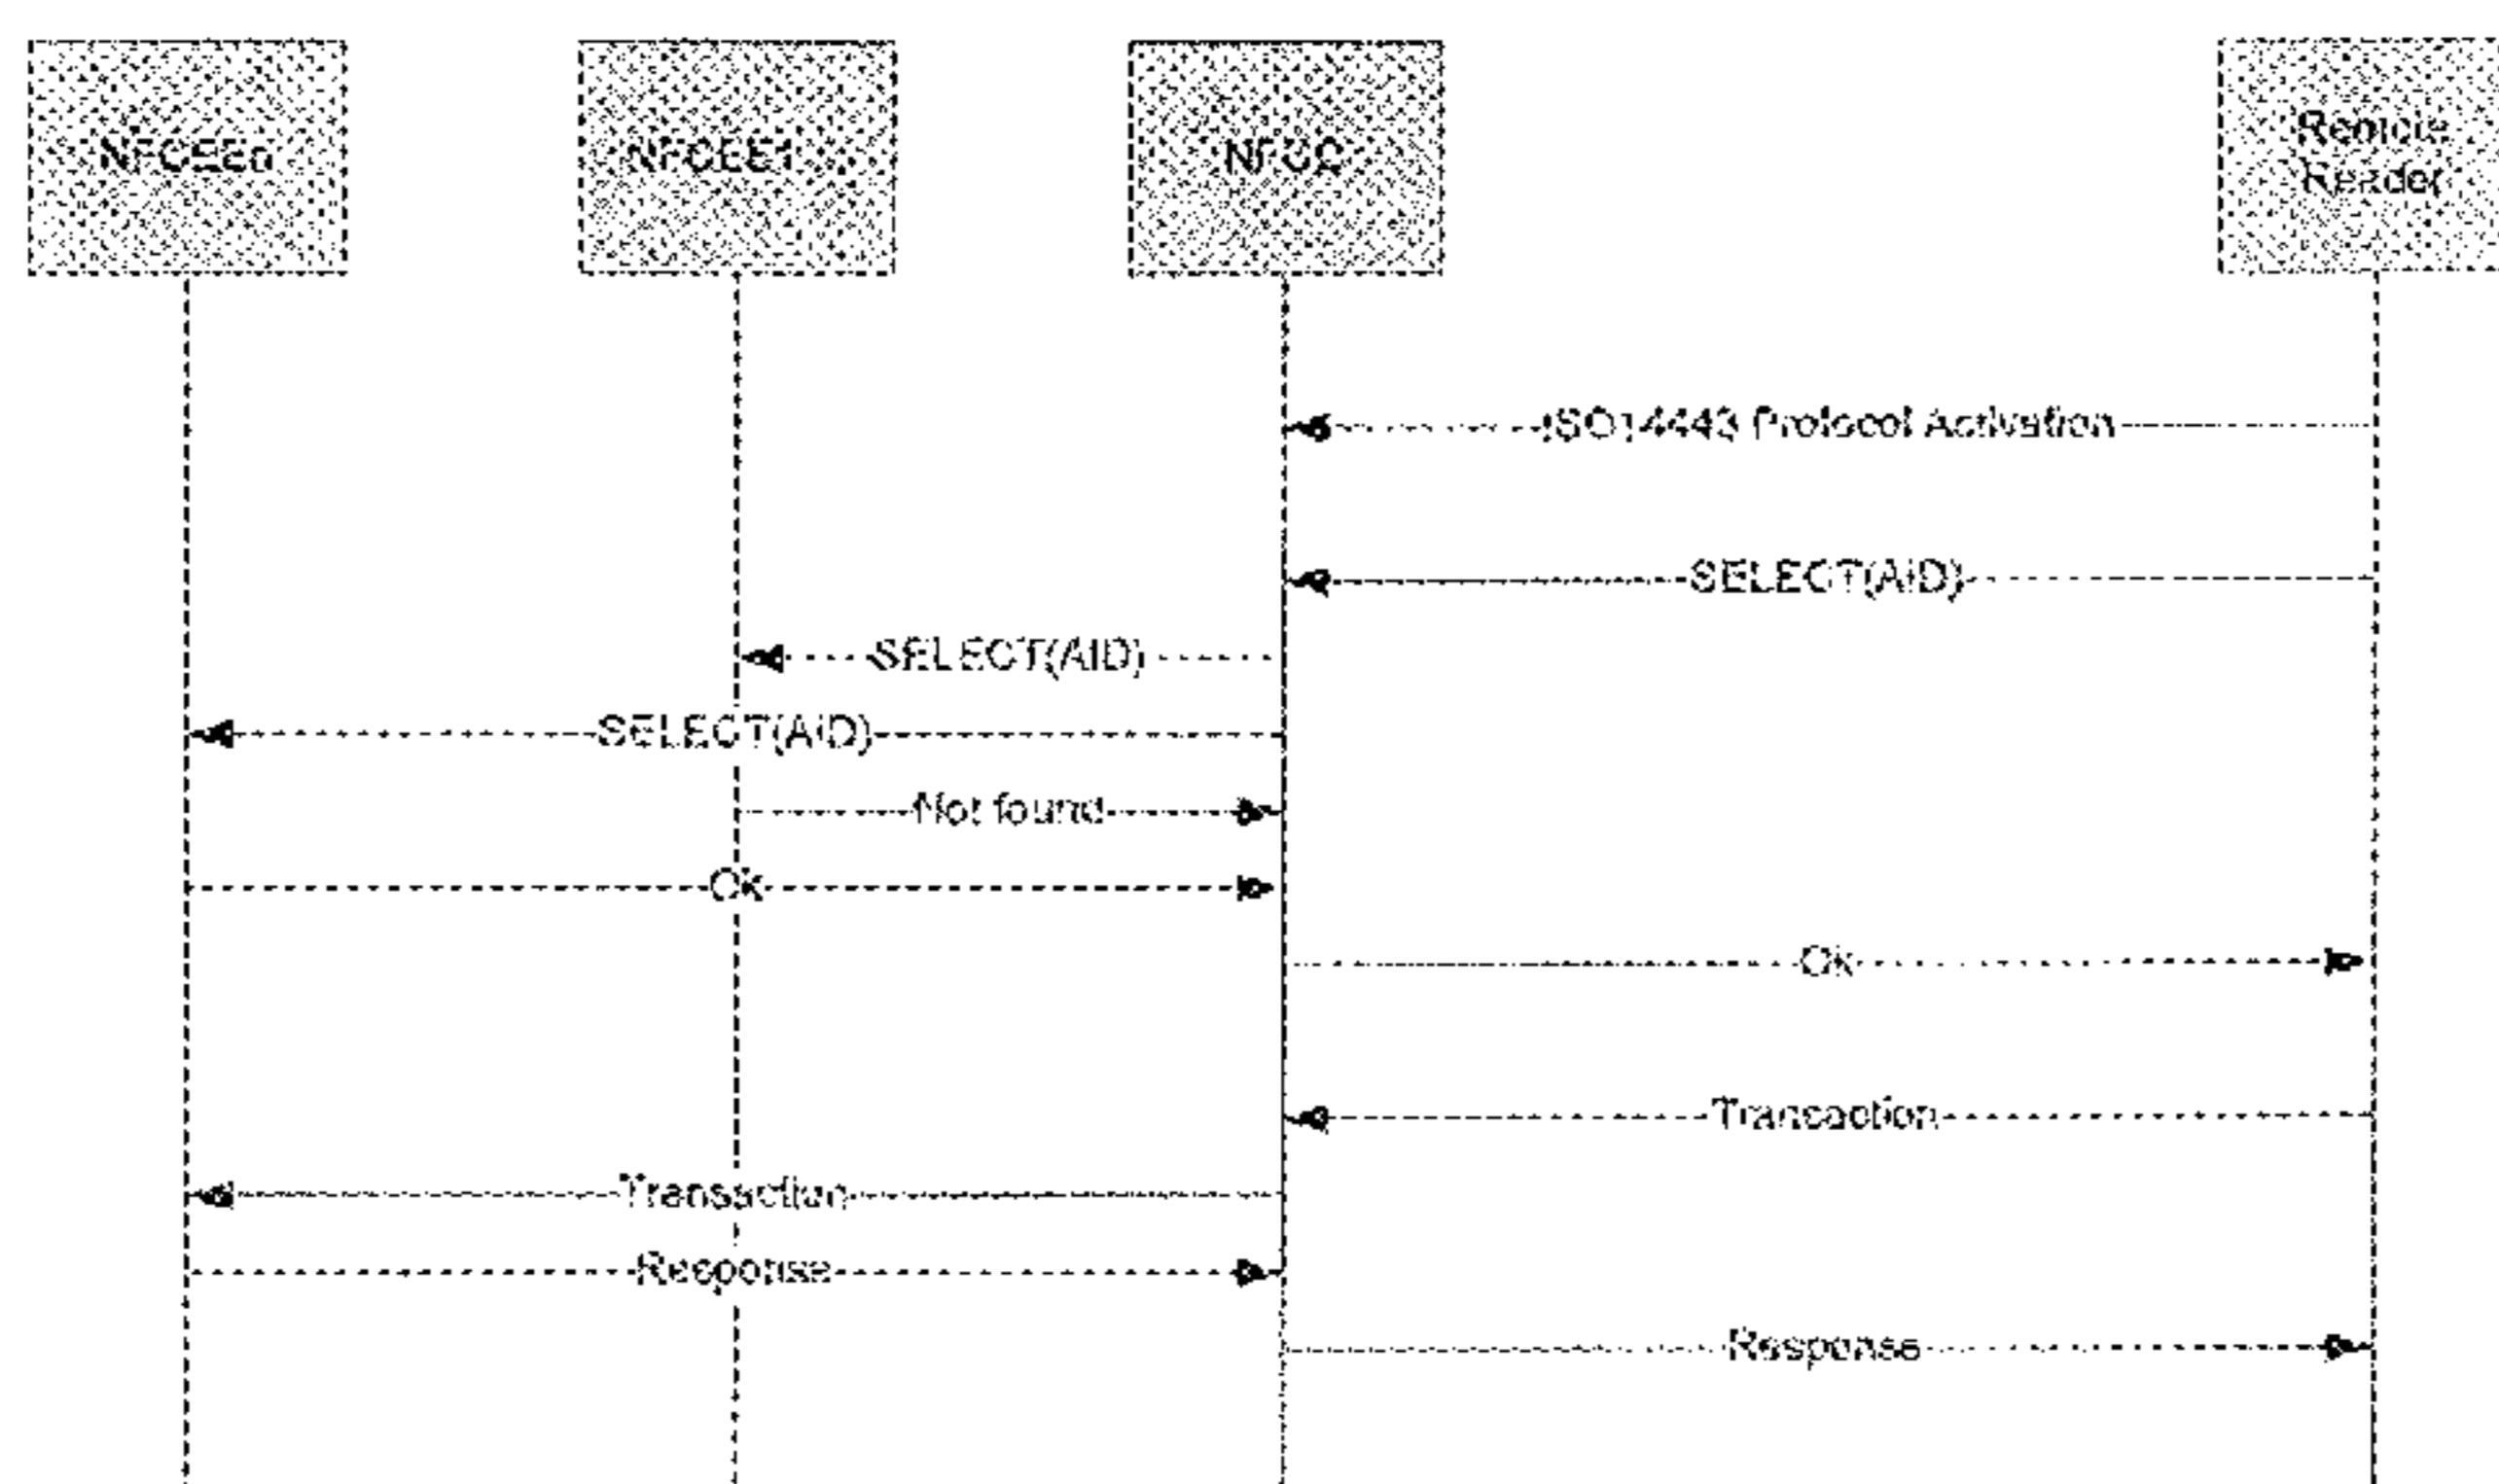 NFCEEn
NFCEE1
NFCC
Remote
Reader
ISO14443 Protocol Activation
SELECT(AID)
SELECT(AID)
SELECT(AID)
Not found
Ok
Ok
Transaction
Transaction
Response
Response